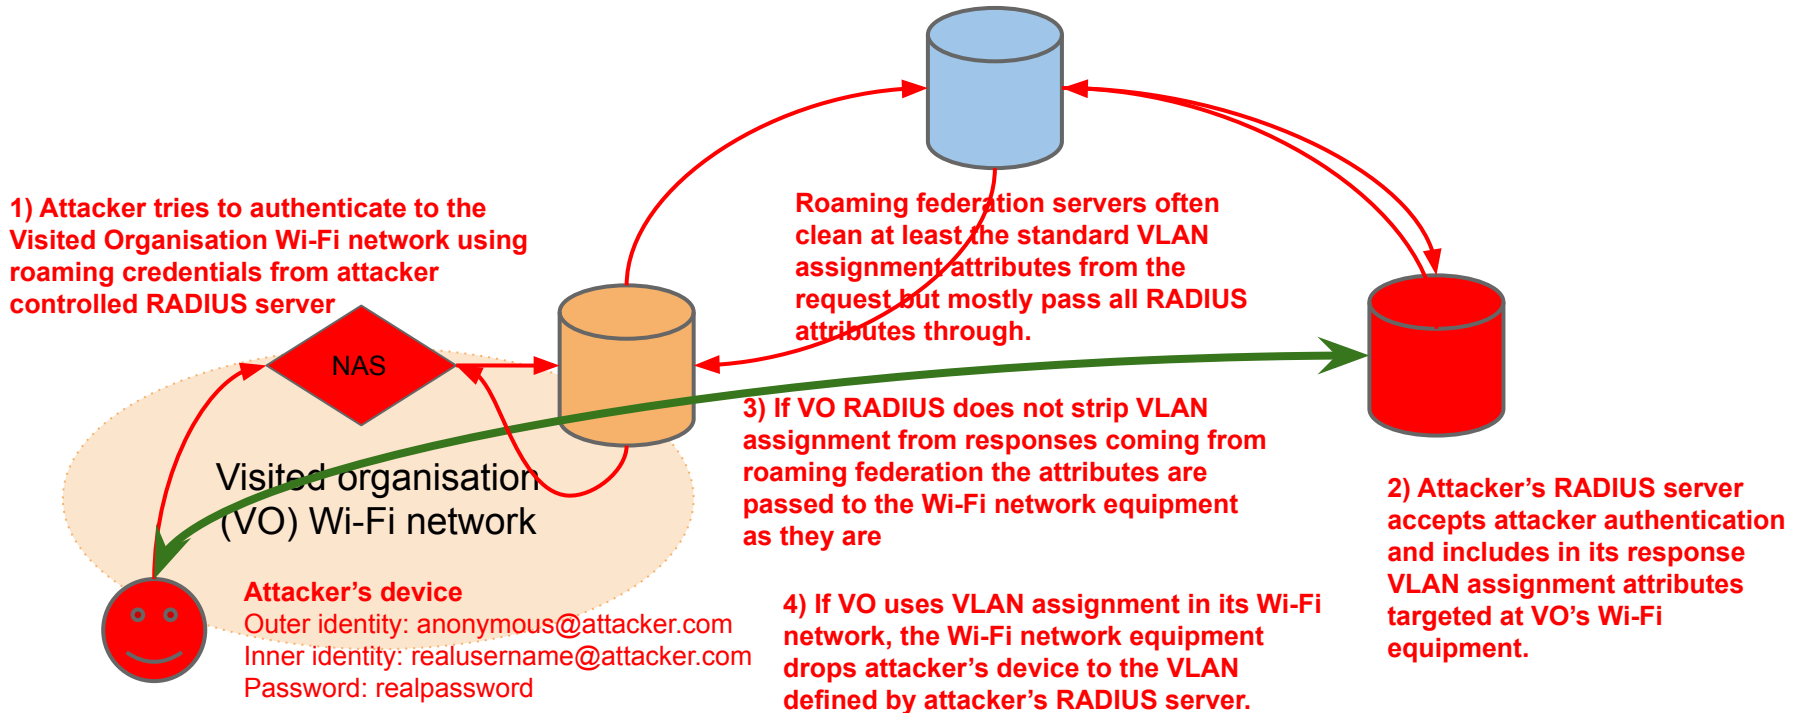 1) Attacker tries to authenticate to the
Visited Organisation Wi-Fi network using
roaming credentials from attacker
controlled RADIUS server
Roaming federation servers often
clean at least the standard VLAN
assignment attributes from the
request but mostly pass all RADIUS
attributes through.
NAS
3) If VO RADIUS does not strip VLAN
assignment from responses coming from
roaming federation the attributes are
passed to the Wi-Fi network equipment
as they are
Visited organisation
(VO) Wi-Fi network
2) Attacker's RADIUS server
accepts attacker authentication
and includes in its response
VLAN assignment attributes
targeted at VO's Wi-Fi
equipment.
Attacker's device
Outer identity: anonymous@attacker.com
Inner identity: realusername@attacker.com
Password: realpassword
4) If VO uses VLAN assignment in its Wi-Fi
network, the Wi-Fi network equipment
drops attacker's device to the VLAN
defined by attacker's RADIUS server.